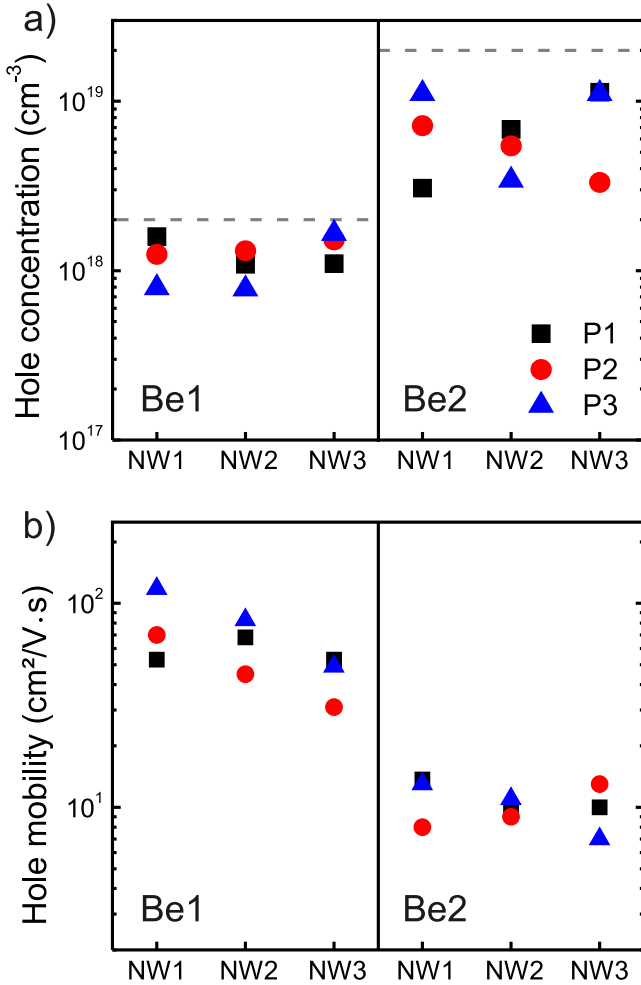 a)
Hole concentration (cm⁻³)
10¹⁹
10¹⁸
10¹⁷
Be1
Be2
P1
P2
P3
NW1 NW2 NW3 NW1 NW2 NW3
b)
Hole mobility (cm²/V·s)
10²
10¹
Be1
Be2
NW1 NW2 NW3 NW1 NW2 NW3